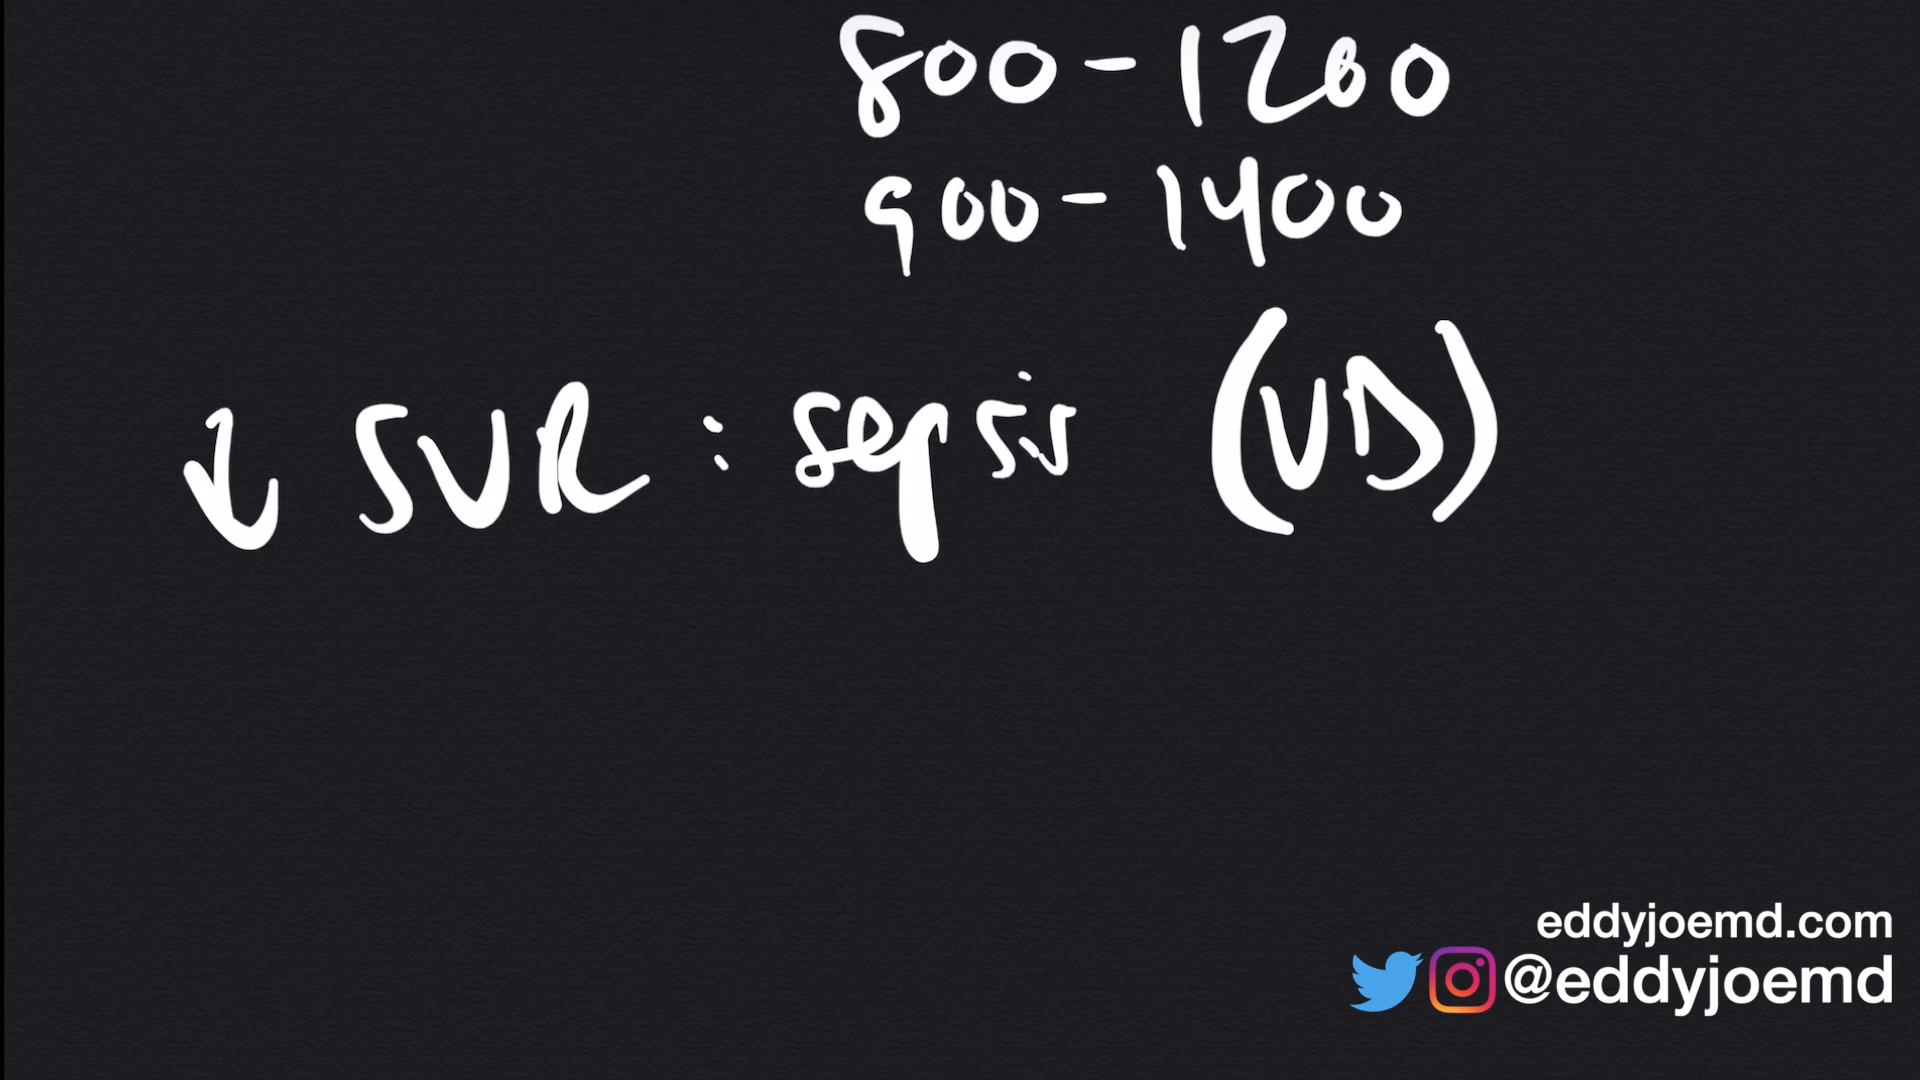 800 - 1200
900 - 1400
↓ SVR : sepsis (VD)
eddyjoemd.com
@eddyjoemd